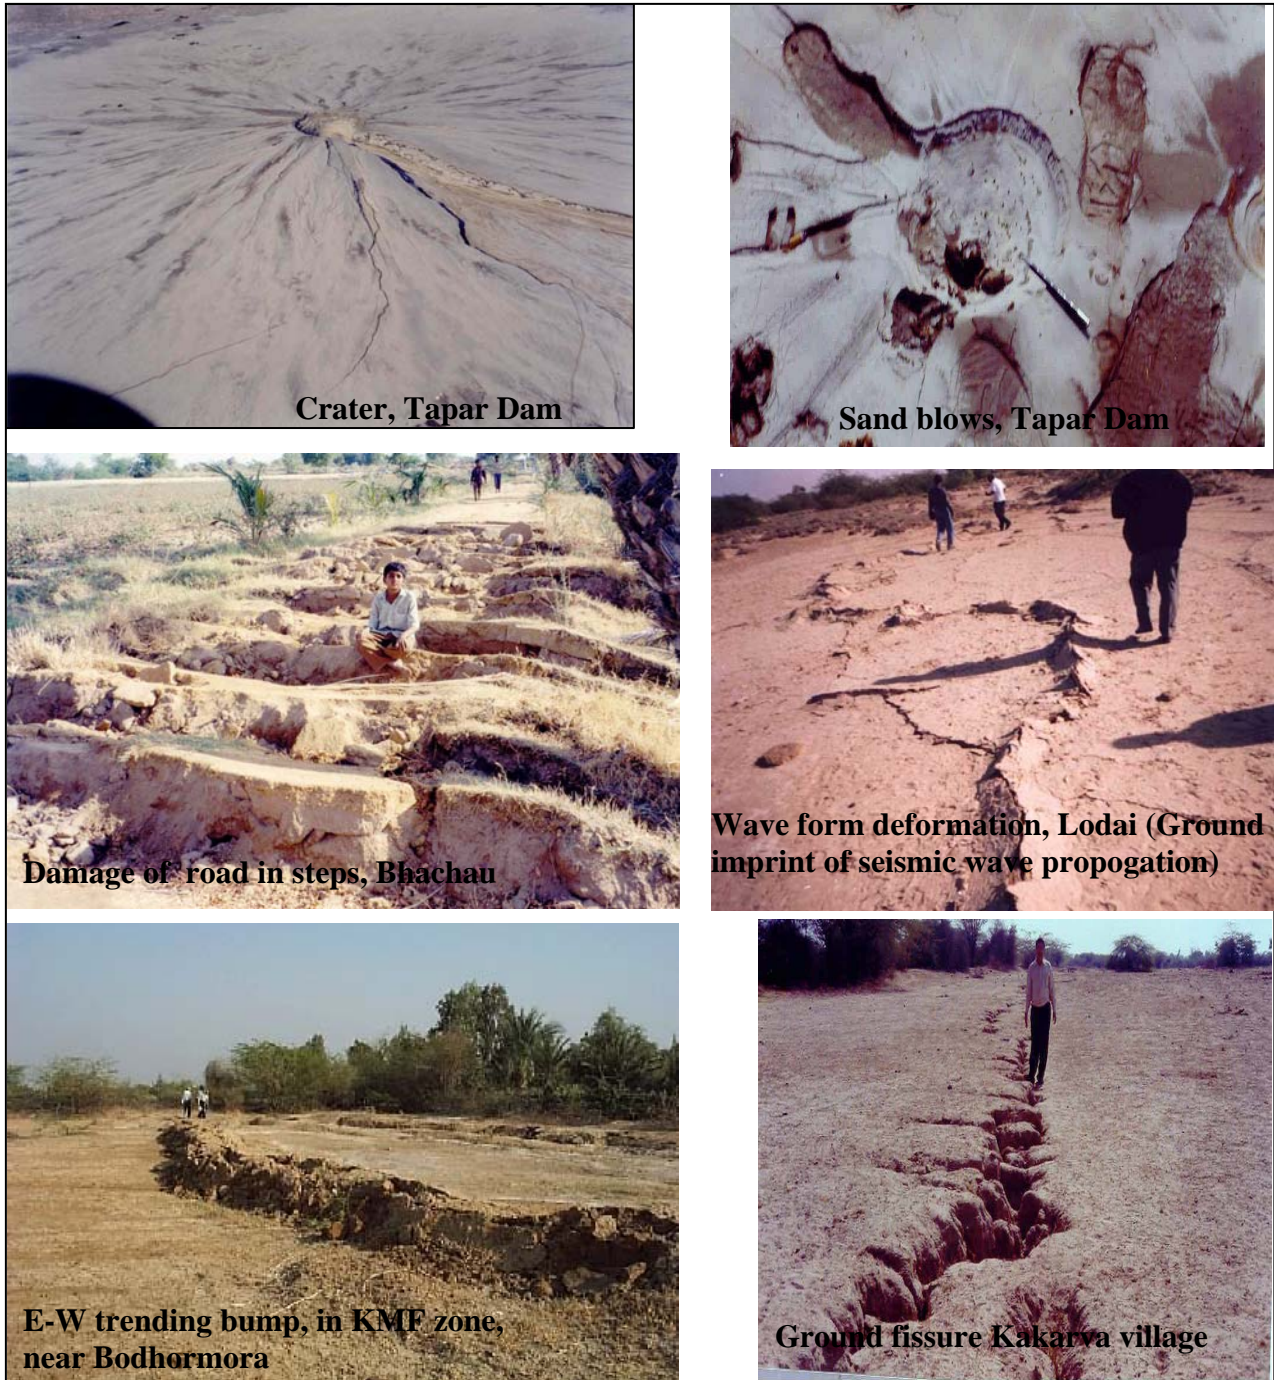 Crater, Tapar Dam
Sand blows, Tapar Dam
Damage of road in steps, Bhachau
Wave form deformation, Lodai (Ground
imprint of seismic wave propogation)
E-W trending bump, in KMF zone,
near Bodhormora
Ground fissure Kakarva village